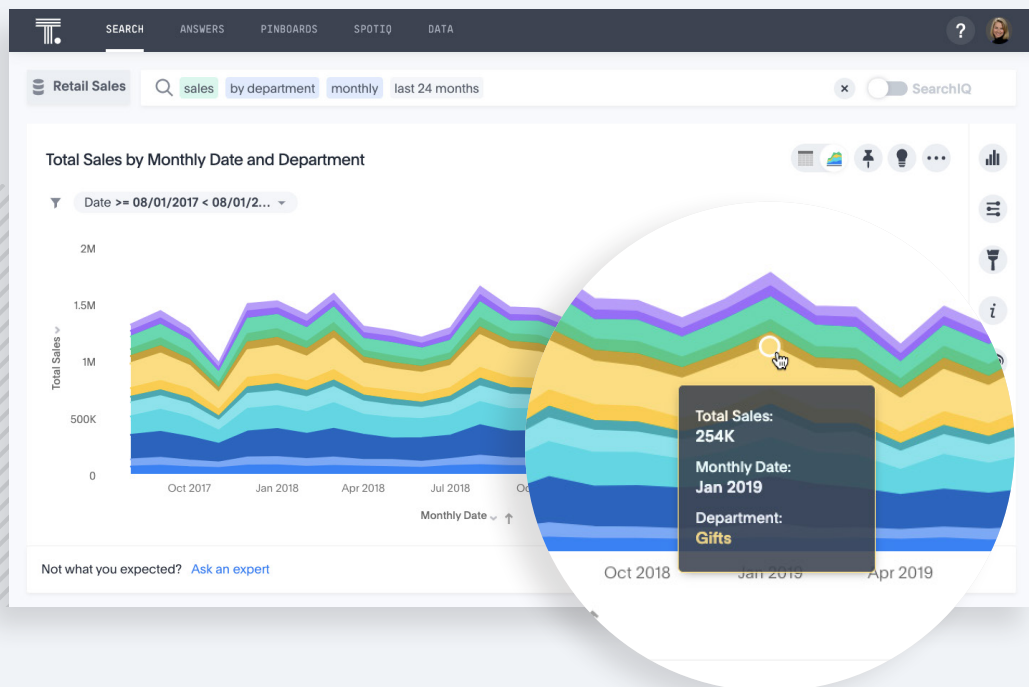 T.
SEARCH ANSWERS PINBOARDS SPOTIQ DATA ?
Retail Sales sales by department monthly last 24 months x SearchIQ
Total Sales by Monthly Date and Department
Date >= 08/01/2017 < 08/01/2...
2M
1.5M
1M
500K
0
Total Sales
Oct 2017 Jan 2018 Apr 2018 Jul 2018
Monthly Date
i
Total Sales:
254K
Monthly Date:
Jan 2019
Department:
Gifts
Oct 2018 Jan 2019 Apr 2019
Not what you expected? Ask an expert